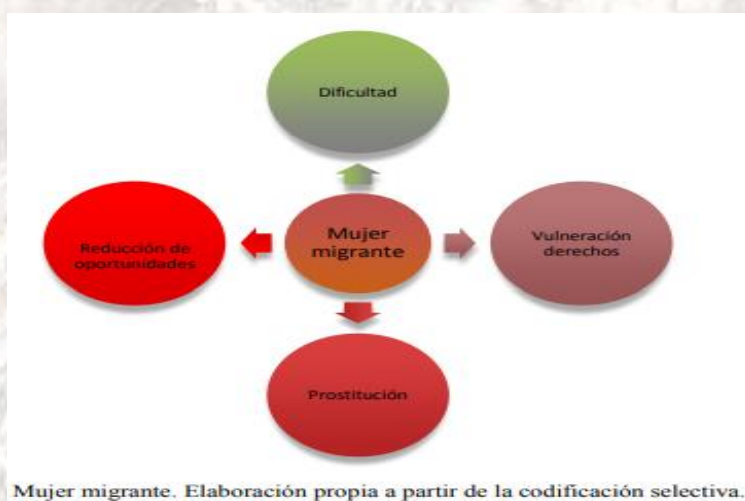 Dificultad
Reducción de
oportunidades
Mujer
migrante
Vulneración
derechos
Prostitución
Mujer migrante. Elaboración propia a partir de la codificación selectiva.